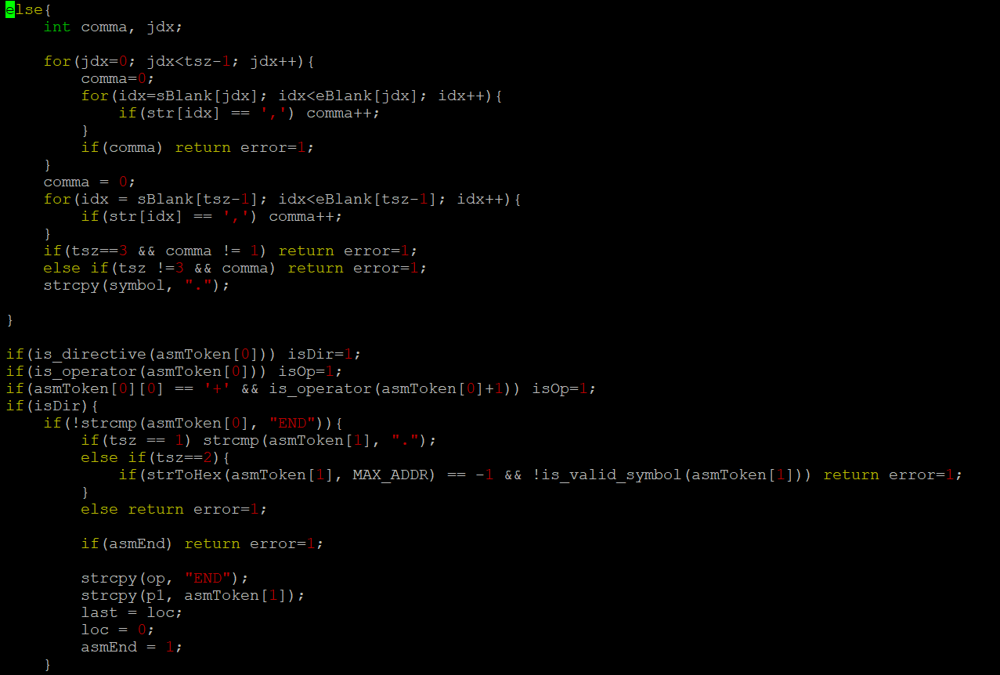 else{
    int comma, jdx;

    for(jdx=0; jdx<tsz-1; jdx++){
        comma=0;
        for(idx=sBlank[jdx]; idx<eBlank[jdx]; idx++){
            if(str[idx] == ',') comma++;
        }
        if(comma) return error=1;
    }
    comma = 0;
    for(idx = sBlank[tsz-1]; idx<eBlank[tsz-1]; idx++){
        if(str[idx] == ',') comma++;
    }
    if(tsz==3 && comma != 1) return error=1;
    else if(tsz !=3 && comma) return error=1;
    strcpy(symbol, ".");

}

if(is_directive(asmToken[0])) isDir=1;
if(is_operator(asmToken[0])) isOp=1;
if(asmToken[0][0] == '+' && is_operator(asmToken[0]+1)) isOp=1;
if(isDir){
    if(!strcmp(asmToken[0], "END")){
        if(tsz == 1) strcmp(asmToken[1], ".");
        else if(tsz==2){
            if(strToHex(asmToken[1], MAX_ADDR) == -1 && !is_valid_symbol(asmToken[1])) return error=1;
        }
        else return error=1;

        if(asmEnd) return error=1;

        strcpy(op, "END");
        strcpy(p1, asmToken[1]);
        last = loc;
        loc = 0;
        asmEnd = 1;
    }